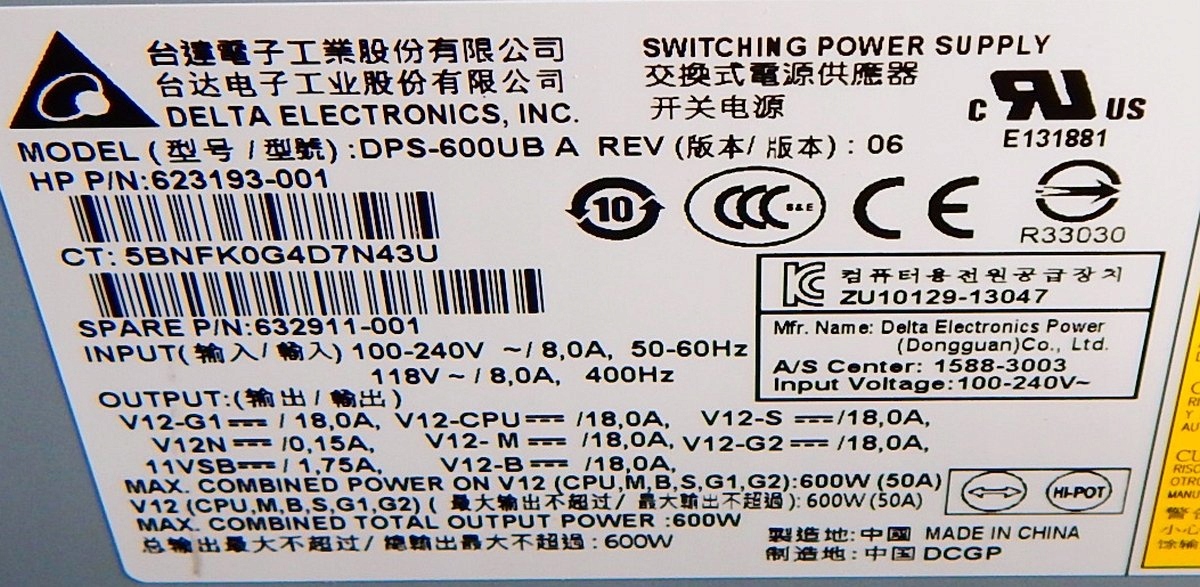 台達電子工業股份有限公司
台达电子工业股份有限公司
DELTA ELECTRONICS, INC.
SWITCHING POWER SUPPLY
交換式電源供應器
开关电源
C RU US
E131881
MODEL (型号 / 型號) :DPS-600UB A REV (版本/ 版本) : 06
HP P/N:623193-001
CT: 5BNFK0G4D7N43U
SPARE P/N:632911-001
10
CCC S&E
CE
R33030
KC 컴퓨터용전원공급장치
ZU10129-13047
Mfr. Name: Delta Electronics Power
(Dongguan)Co., Ltd.
A/S Center: 1588-3003
Input Voltage:100-240V~
INPUT( 输入/ 輸入) 100-240V ~/ 8,0A, 50-60Hz
118V ~ / 8,0A, 400Hz
OUTPUT:(输出 / 輸出)
V12-G1⎓ / 18,0A, V12-CPU⎓ /18,0A, V12-S ⎓/18,0A,
V12N ⎓ /0,15A, V12- M ⎓ /18,0A, V12-G2⎓ /18,0A,
11VSB⎓ / 1,75A, V12-B ⎓ /18,0A,
MAX. COMBINED POWER ON V12 (CPU,M,B,S,G1,G2):600W (50A)
V12 (CPU,M,B,S,G1,G2) ( 最大输出不超过/ 最大輸出不超過): 600W (50A)
MAX. COMBINED TOTAL OUTPUT POWER :600W
总输出最大不超过/ 總輸出最大不超過 : 600W
HI-POT
製造地: 中國 MADE IN CHINA
制造地: 中国 DCGP